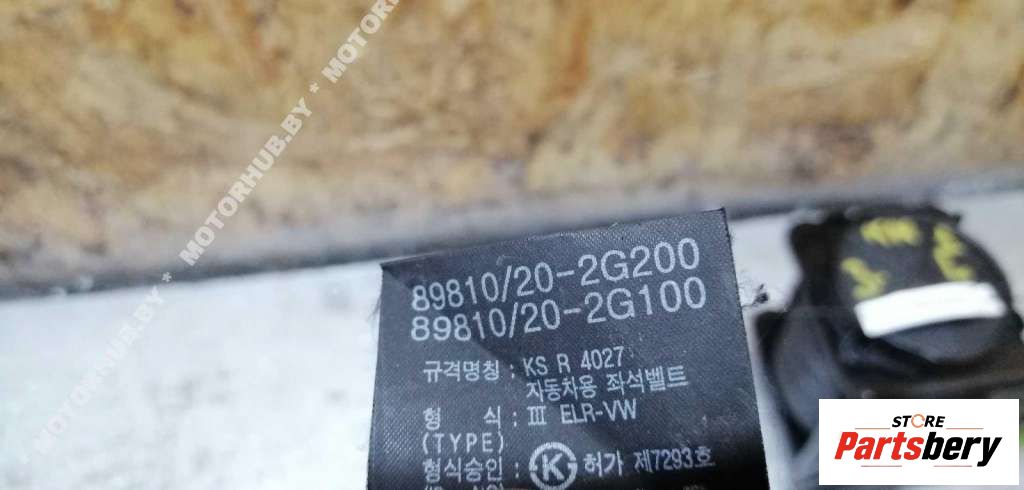 MOTORHUB.BY * MOTORHUB.BY * MOTORHUB
89810/20-2G200
89810/20-2G100
규격명칭 : KS R 4027
자동차용 좌석벨트
형 식 : III ELR-VW
(TYPE)
형식승인 : K 허가 제7293호
STORE
Partsbery